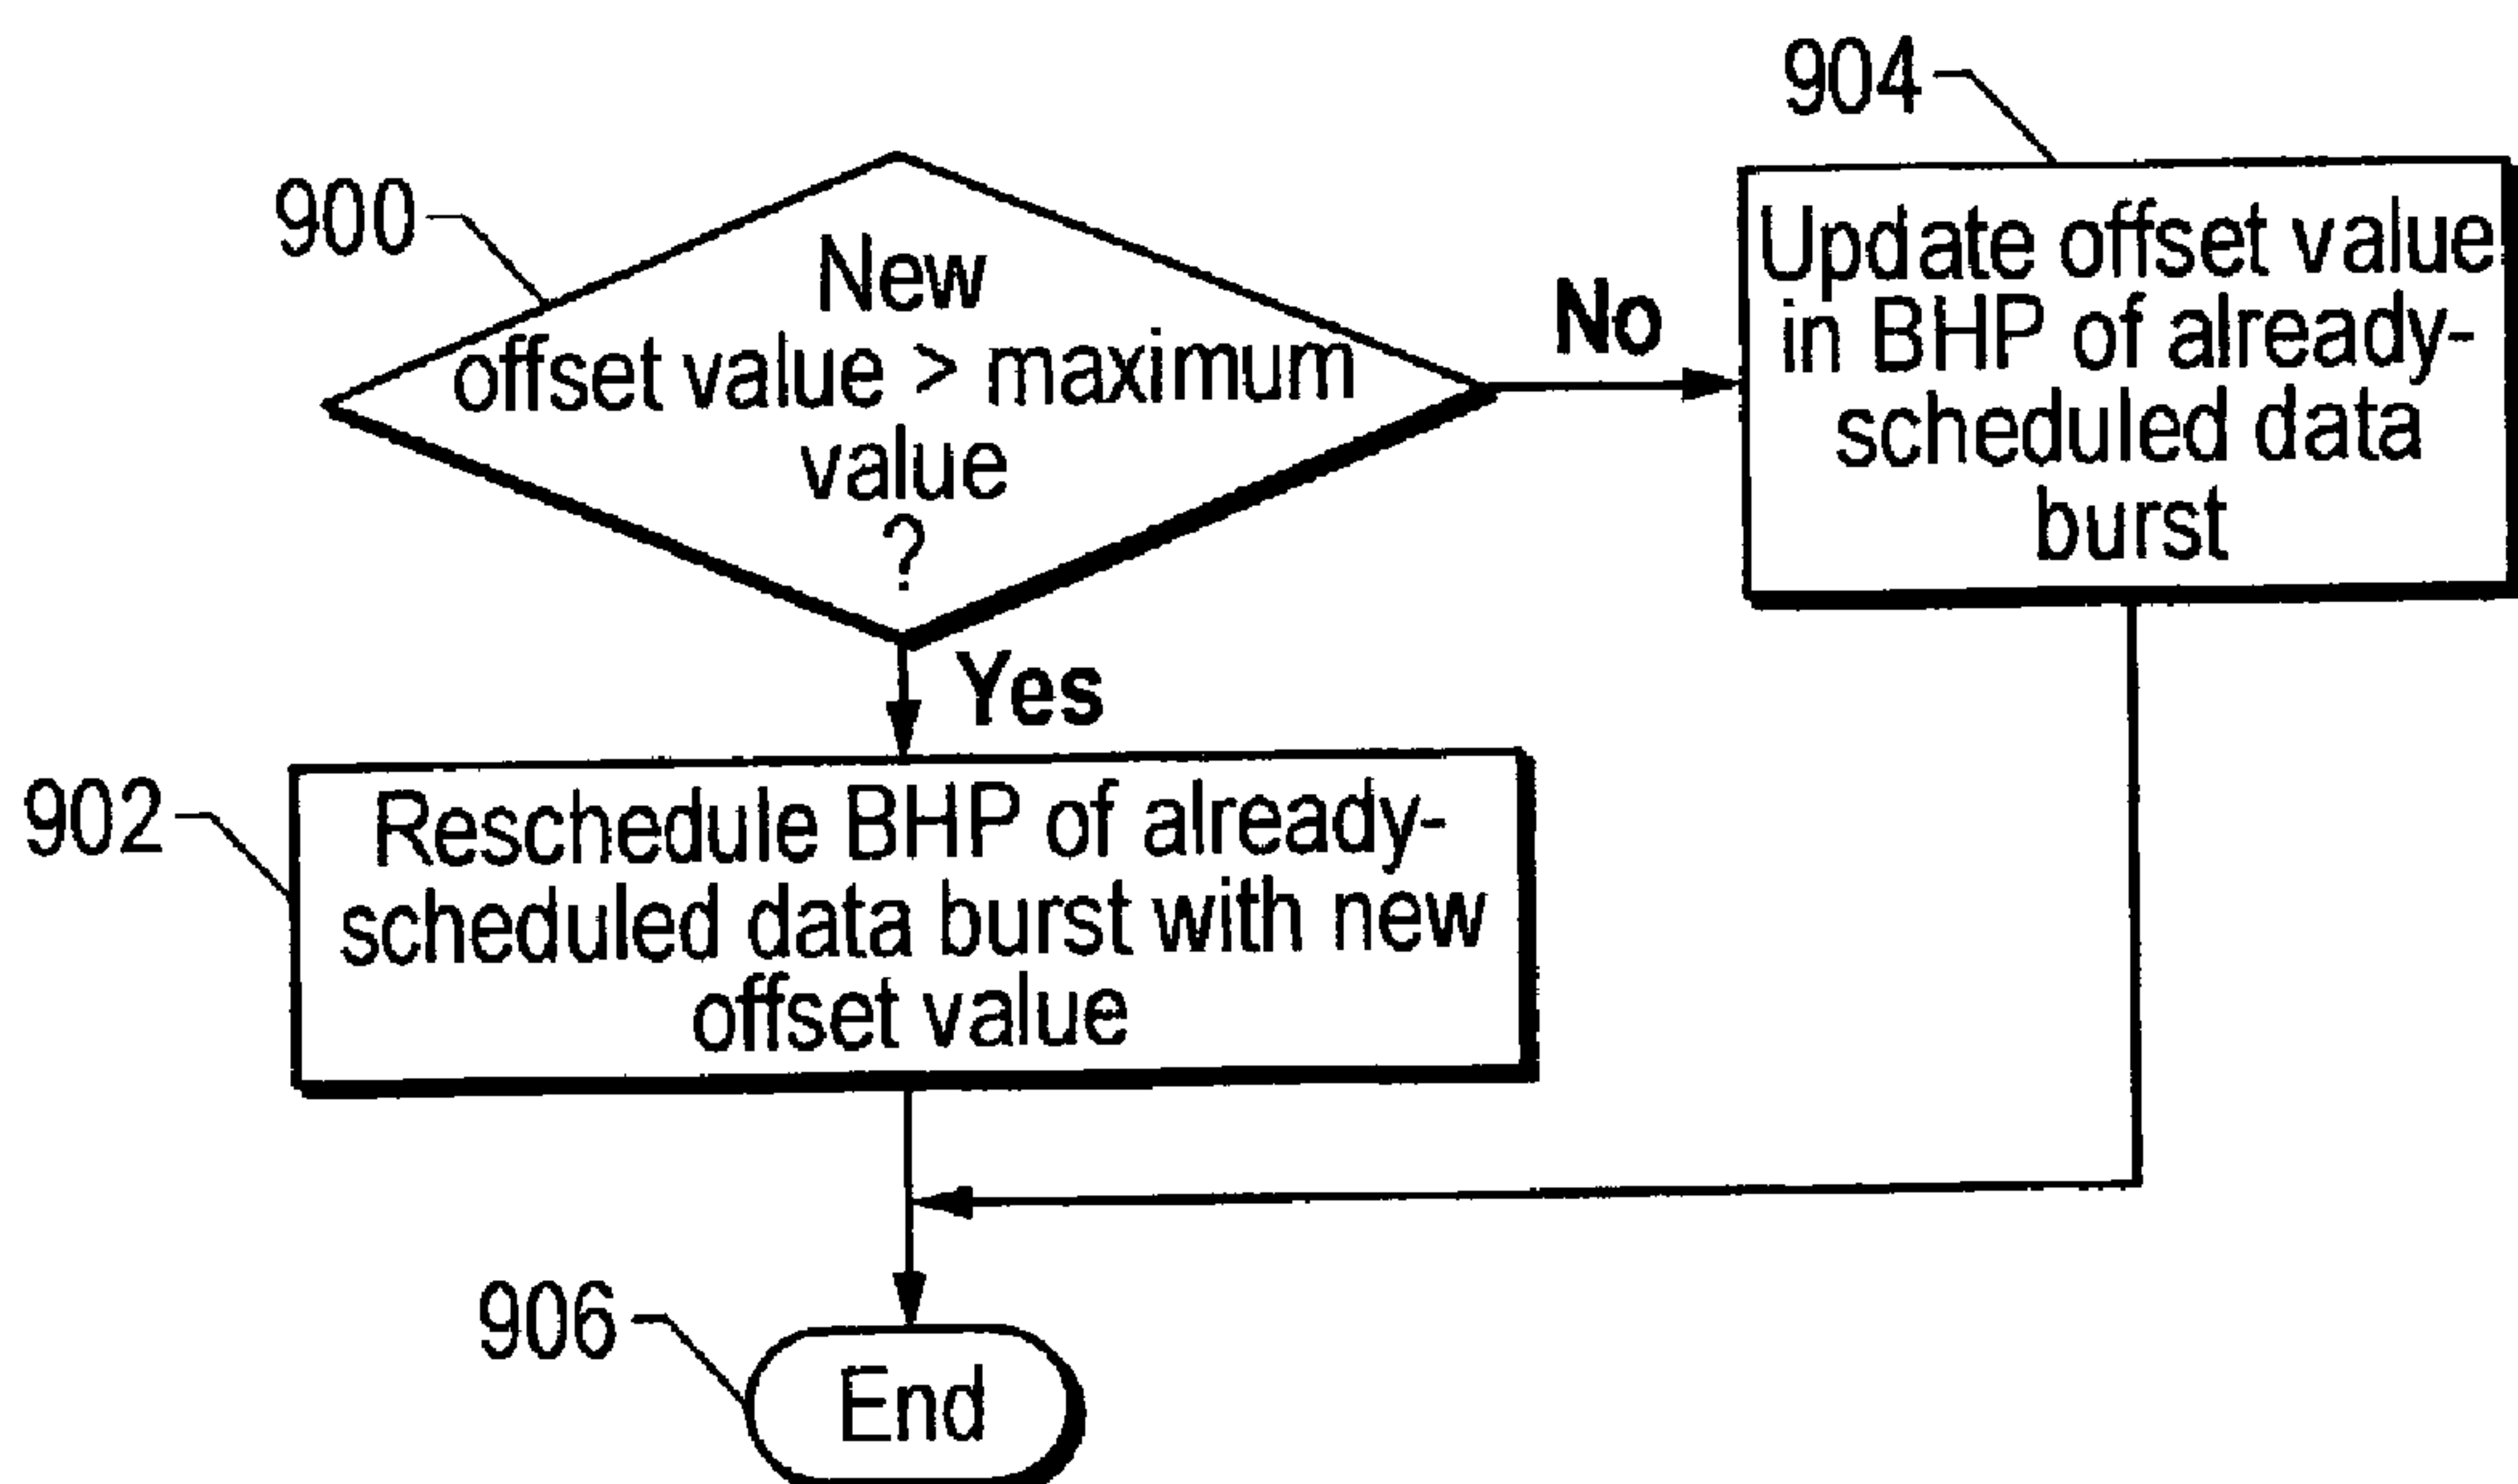 900
New
offset value > maximum
value
?
No
904
Update offset value
in BHP of already-
scheduled data
burst
Yes
902
Reschedule BHP of already-
scheduled data burst with new
offset value
906
End